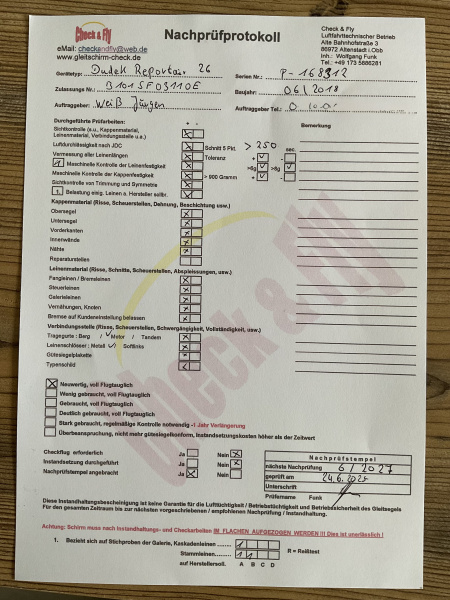 Check & Fly
eMail: checkandfly@web.de
www.gleitschirm-check.de
Nachprüfprotokoll
Check & Fly
Luftfahrttechnischer Betrieb
Alte Bahnhofstraße 3
86972 Altenstadt i.Obb
Inh.: Wolfgang Funk
Tel.: +49 173 5686281
Gerätetyp: Dudek Reportair 26
Serien Nr.: P-168312
Zulassungs Nr.:
Baujahr: 06/2018
Auftraggeber: Weiß Jürgen
Auftraggeber Tel.:
Durchgeführte Prüfarbeiten: + -
Bemerkung
Sichtkontrolle (u.a., Kappenmaterial,
Leinenmaterial, Verbindungsteile u.a.) X
Luftdurchlässigkeit nach JDC X Schnitt 5 Pkt. > 250 sec.
Vermessung aller Leinenlängen X Toleranz + -
1 Maschinelle Kontrolle der Leinenfestigkeit X >8g >8g
Maschinelle Kontrolle der Kappenfestigkeit X > 900 Gramm + -
Sichtkontrolle von Trimmung und Symmetrie X
1. Belastung einig. Leinen a. Hersteller sollfr. X
Kappenmaterial (Risse, Scheuerstellen, Dehnung, Beschichtung usw.)
Obersegel X
Untersegel X
Vorderkanten X
Innenwände X
Nähte X
Reparaturstellen
Leinenmaterial (Risse, Schnitte, Scheuerstellen, Abspleissungen, usw.)
Fangleinen / Bremsleinen X
Steuerleinen X
Galerieleinen X
Vernähungen, Knoten X
Bremse auf Kundeneinstellung belassen X
Verbindungsteile (Risse, Scheuerstellen, Schwergängigkeit, Vollständigkeit, usw.)
Tragegurte : Berg / Motor / Tandem X
Leinenschlösser : Metall / Softlinks X
Gütesiegelplakette X
Typenschild
X Neuwertig, voll Flugtauglich
Wenig gebraucht, voll Flugtauglich
Gebraucht, voll Flugtauglich
Deutlich gebraucht, voll Flugtauglich
Stark gebraucht, regelmäßige Kontrolle notwendig -1 Jahr Verlängerung
Überbeanspruchung, nicht mehr gütesiegelkonform, Instandsetzungskosten höher als der Zeitwert
Checkflug erforderlich Ja Nein X
Instandsetzung durchgeführt Ja Nein X
Nachprüfstempel angebracht Ja X Nein
Nachprüfstempel
nächste Nachprüfung 6/2027
geprüft am 24.6.2025
Unterschrift
Prüfername Funk
Diese Instandhaltungsbescheinigung ist keine Garantie für die Lufttüchtigkeit / Betriebstüchtigkeit und Betriebssicherheit des Gleitsegels
Für den gesamten Zeitraum bis zur nächsten vorgeschriebenen / empfohlenen Nachprüfung / Instandhaltung.
Achtung: Schirm muss nach Instandhaltungs- und Checkarbeiten IM FLACHEN AUFGEZOGEN WERDEN !!! Dies ist unerlässlich !
1. Bezieht sich auf Stichproben der Galerie, Kaskadenleinen ........ 1
Stammleinen ........ 1 1
R = Reißtest
auf Herstellersoll. A B C D
Check & Fly